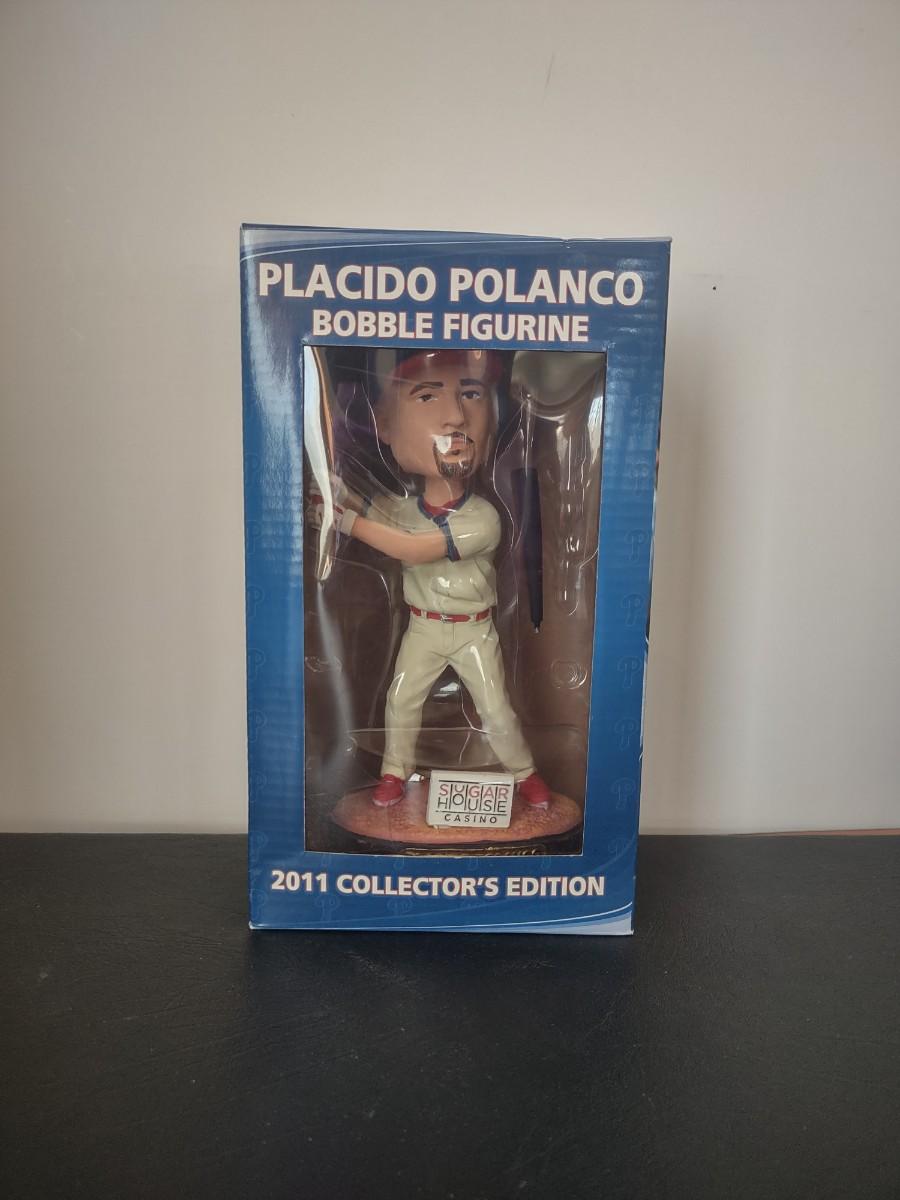 PLACIDO POLANCO
BOBBLE FIGURINE
SUGAR
HOUSE
CASINO
2011 COLLECTOR'S EDITION